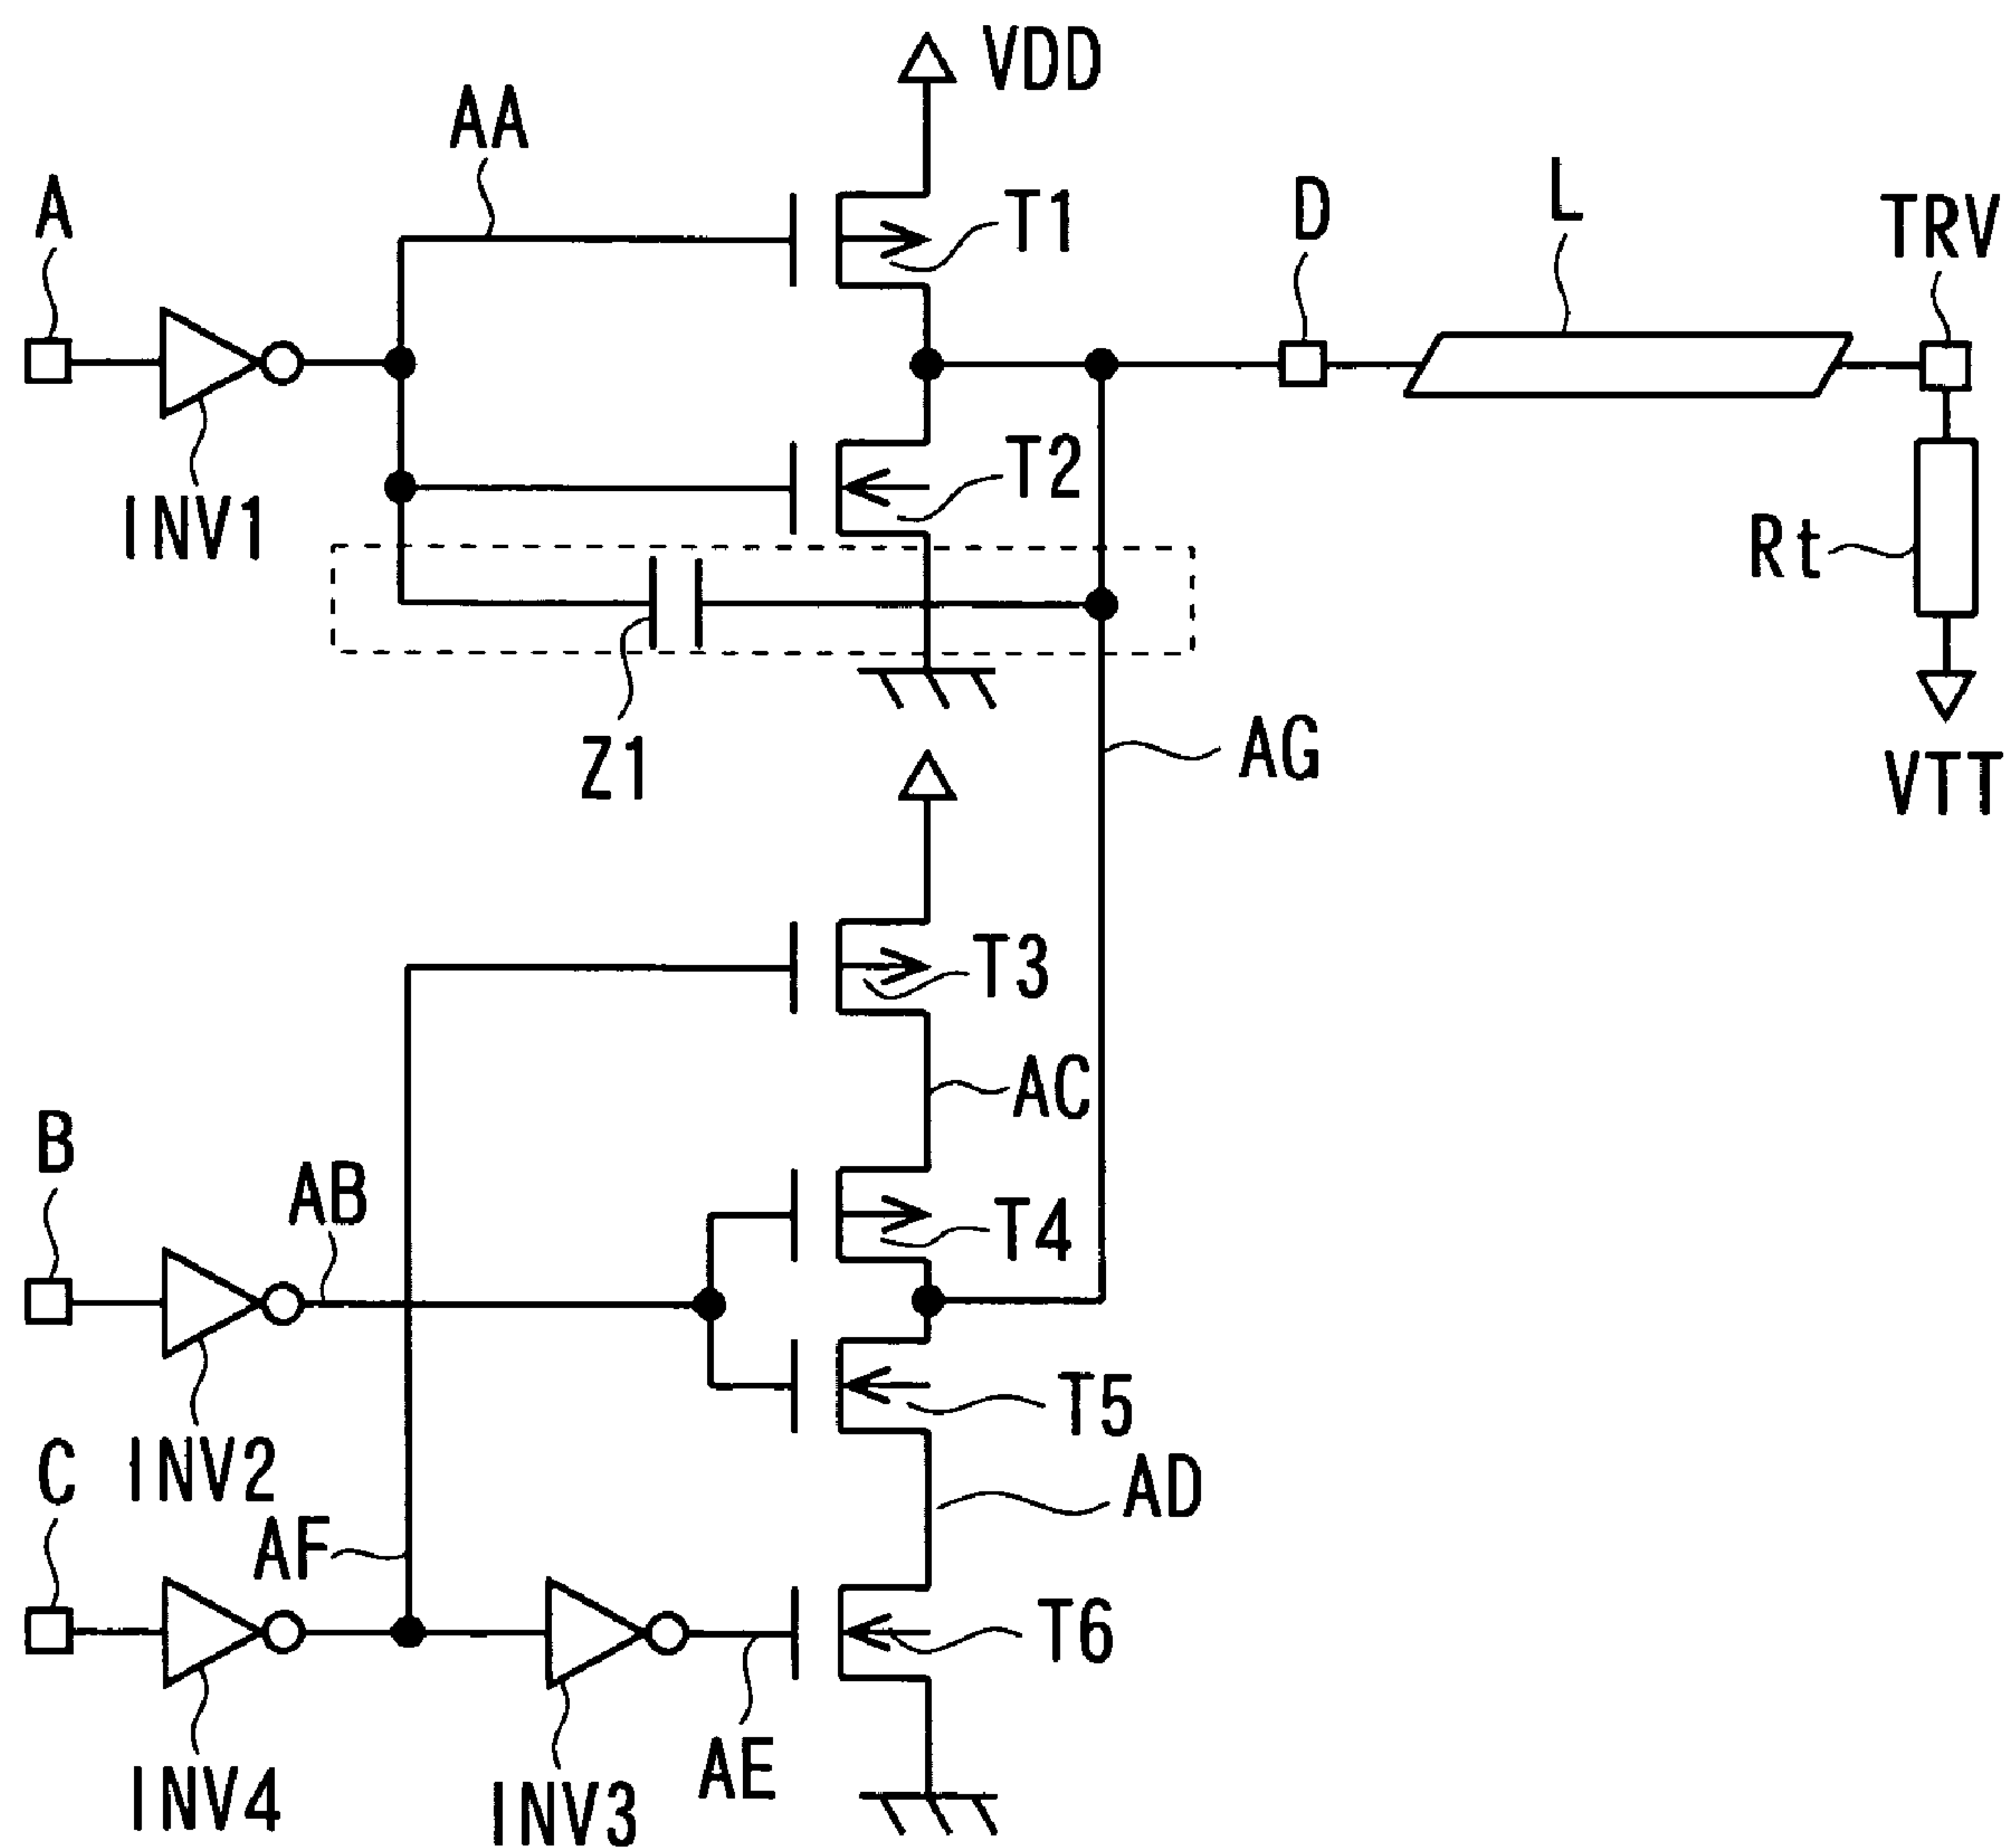 VDD
AA
A
T1
D
L
TRV
INV1
T2
Rt
Z1
AG
VTT
T3
AC
B
AB
T4
INV2
T5
C
AF
AD
T6
INV4
INV3
AE